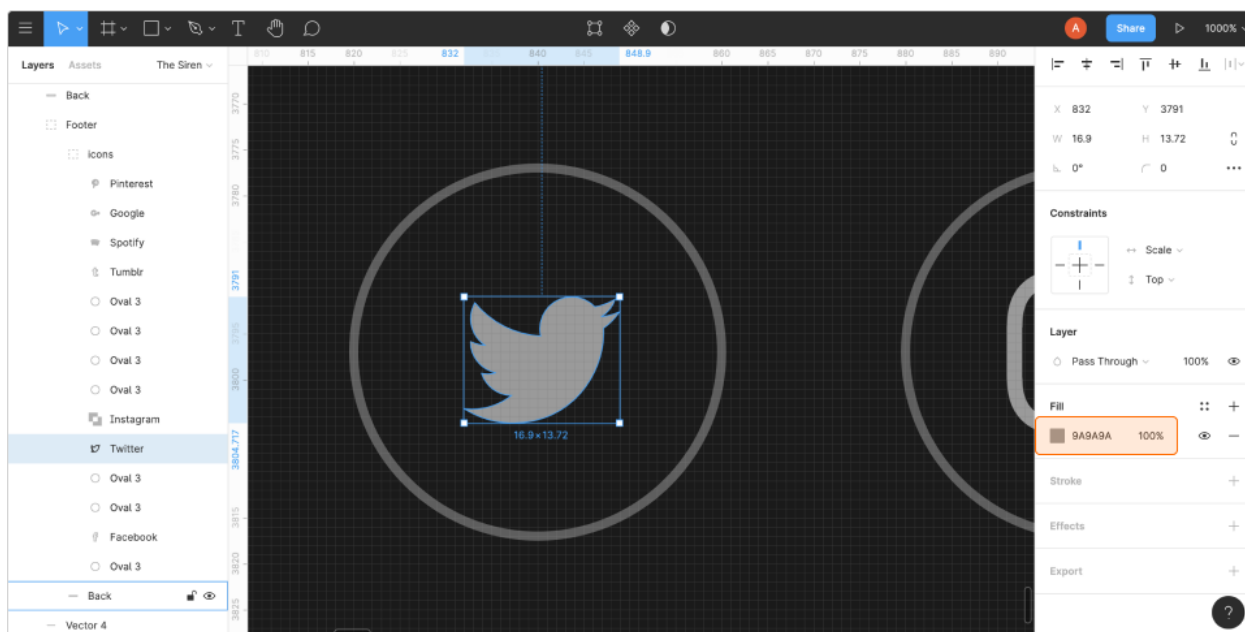 A
Share
1000%
Layers
Assets
The Siren
810
815
820
825
832
840
845
848.9
860
865
870
875
880
885
890
Back
Footer
icons
Pinterest
Google
Spotify
Tumblr
Oval 3
Oval 3
Oval 3
Oval 3
Instagram
Twitter
Oval 3
Oval 3
Facebook
Oval 3
Back
Vector 4
3770
3775
3780
3791
3795
3800
3804.717
3815
3820
3825
16.9×13.72
X 832
Y 3791
W 16.9
H 13.72
0°
0
Constraints
Scale
Top
Layer
Pass Through
100%
Fill
9A9A9A 100%
Stroke
Effects
Export
?